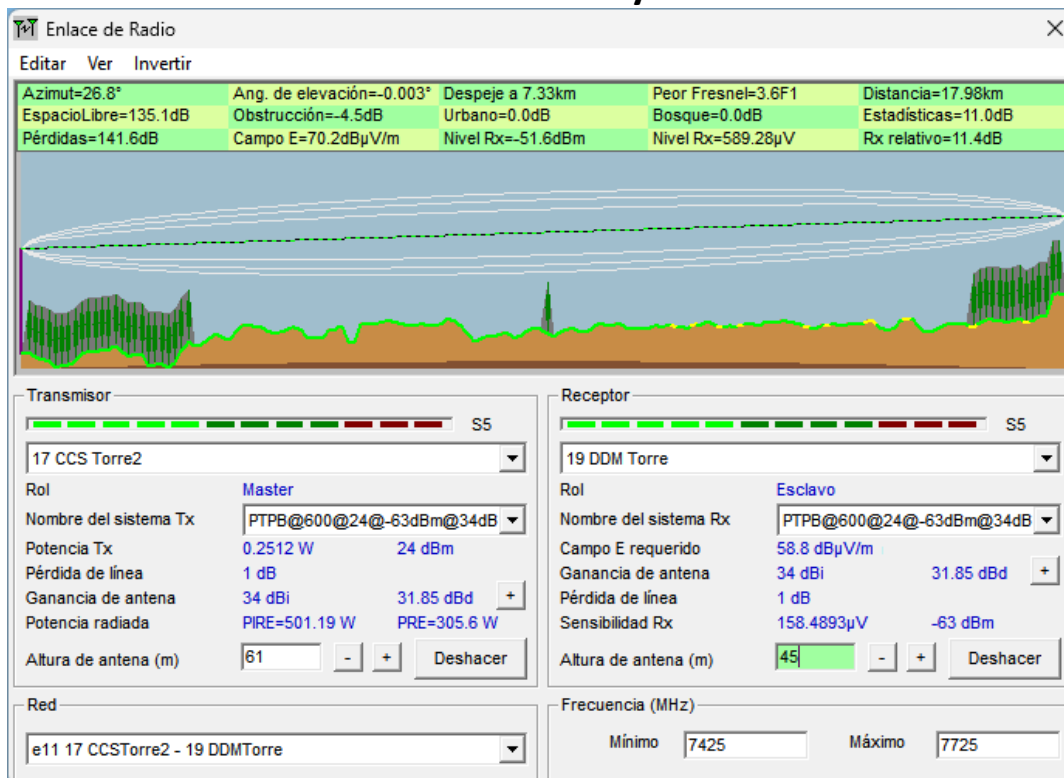 Enlace de Radio
Editar Ver Invertir
Azimut=26.8° Ang. de elevación=-0.003° Despeje a 7.33km Peor Fresnel=3.6F1 Distancia=17.98km
EspacioLibre=135.1dB Obstrucción=-4.5dB Urbano=0.0dB Bosque=0.0dB Estadísticas=11.0dB
Pérdidas=141.6dB Campo E=70.2dBµV/m Nivel Rx=-51.6dBm Nivel Rx=589.28µV Rx relativo=11.4dB
Transmisor
S5
17 CCS Torre2
Rol Master
Nombre del sistema Tx PTPB@600@24@-63dBm@34dB
Potencia Tx 0.2512 W 24 dBm
Pérdida de línea 1 dB
Ganancia de antena 34 dBi 31.85 dBd +
Potencia radiada PIRE=501.19 W PRE=305.6 W
Altura de antena (m) 61 - + Deshacer
Receptor
S5
19 DDM Torre
Rol Esclavo
Nombre del sistema Rx PTPB@600@24@-63dBm@34dB
Campo E requerido 58.8 dBµV/m
Ganancia de antena 34 dBi 31.85 dBd +
Pérdida de línea 1 dB
Sensibilidad Rx 158.4893µV -63 dBm
Altura de antena (m) 45 - + Deshacer
Red
e11 17 CCSTorre2 - 19 DDMTorre
Frecuencia (MHz)
Mínimo 7425 Máximo 7725